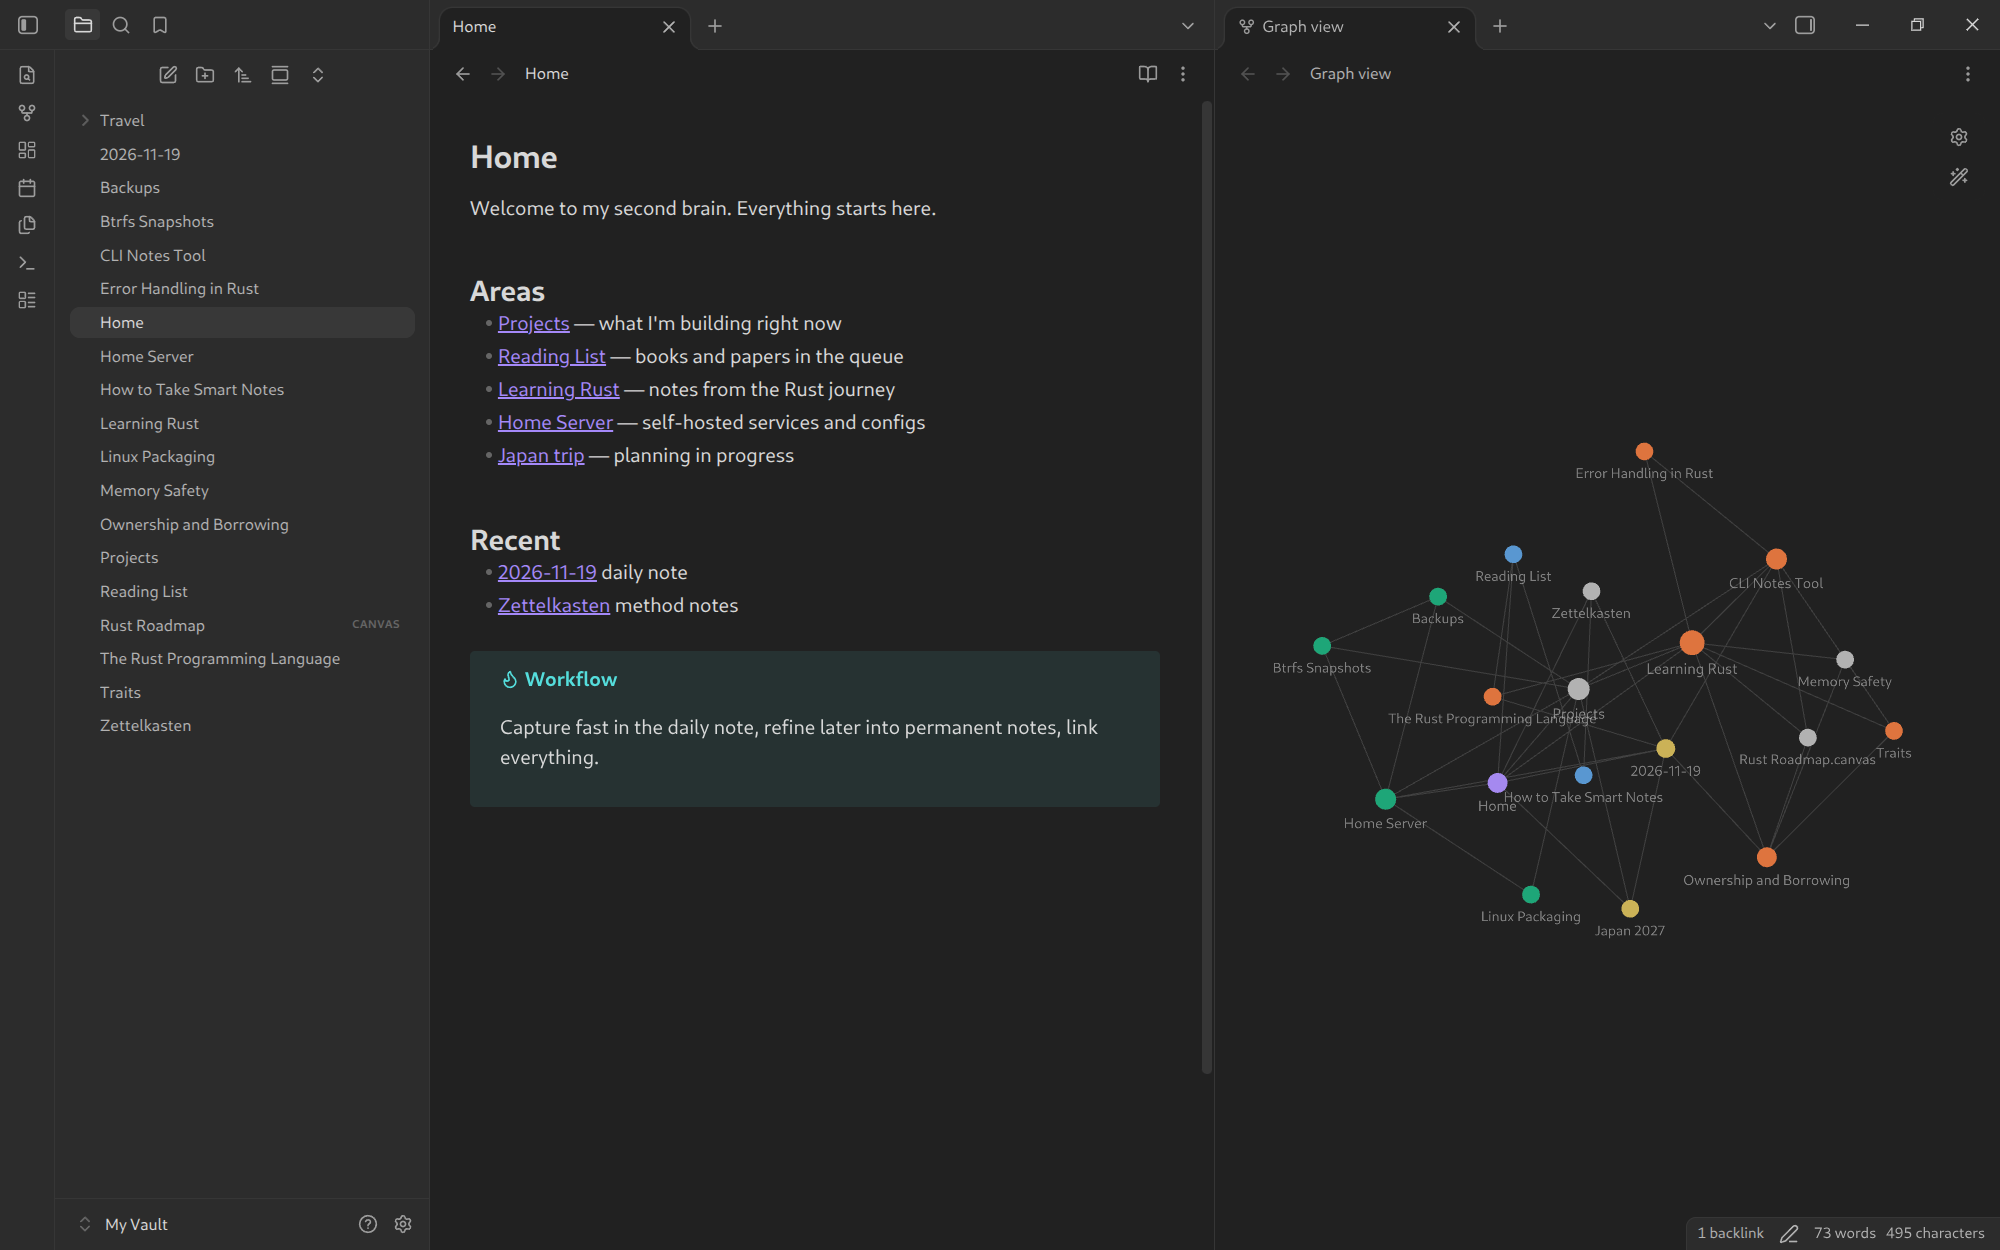 Home
Graph view
Home
Graph view
Travel
2026-11-19
Backups
Btrfs Snapshots
CLI Notes Tool
Error Handling in Rust
Home
Home Server
How to Take Smart Notes
Learning Rust
Linux Packaging
Memory Safety
Ownership and Borrowing
Projects
Reading List
Rust Roadmap CANVAS
The Rust Programming Language
Traits
Zettelkasten
My Vault
Home
Welcome to my second brain. Everything starts here.
Areas
• Projects — what I'm building right now
• Reading List — books and papers in the queue
• Learning Rust — notes from the Rust journey
• Home Server — self-hosted services and configs
• Japan trip — planning in progress
Recent
• 2026-11-19 daily note
• Zettelkasten method notes
Workflow
Capture fast in the daily note, refine later into permanent notes, link
everything.
Error Handling in Rust
Reading List
CLI Notes Tool
Zettelkasten
Backups
Btrfs Snapshots
Learning Rust
Memory Safety
The Rust Programming Language
Projects
Rust Roadmap.canvas
Traits
2026-11-19
How to Take Smart Notes
Home
Home Server
Ownership and Borrowing
Linux Packaging
Japan 2027
1 backlink 73 words 495 characters